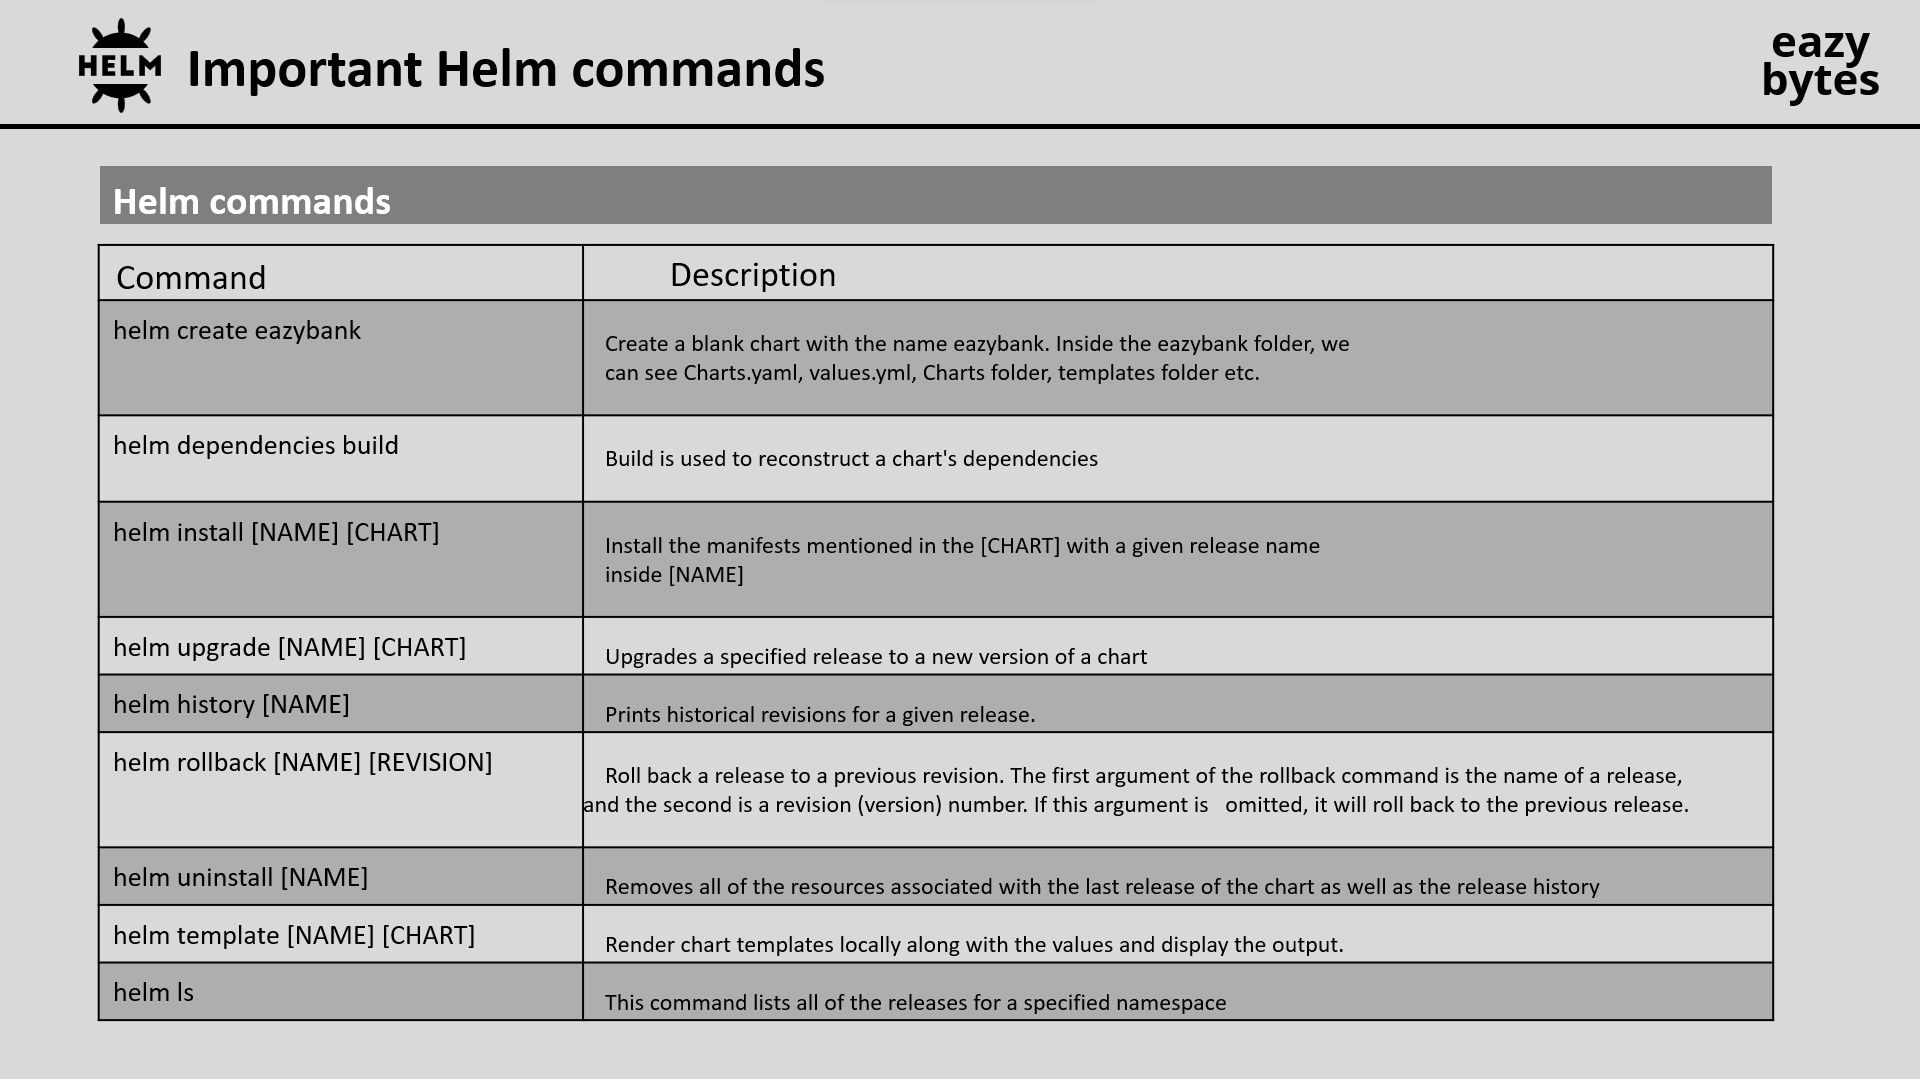 HELM
Important Helm commands
eazy
bytes
Helm commands
Command
Description
helm create eazybank
Create a blank chart with the name eazybank. Inside the eazybank folder, we
can see Charts.yaml, values.yml, Charts folder, templates folder etc.
helm dependencies build
Build is used to reconstruct a chart's dependencies
helm install [NAME] [CHART]
Install the manifests mentioned in the [CHART] with a given release name
inside [NAME]
helm upgrade [NAME] [CHART]
Upgrades a specified release to a new version of a chart
helm history [NAME]
Prints historical revisions for a given release.
helm rollback [NAME] [REVISION]
Roll back a release to a previous revision. The first argument of the rollback command is the name of a release,
and the second is a revision (version) number. If this argument is   omitted, it will roll back to the previous release.
helm uninstall [NAME]
Removes all of the resources associated with the last release of the chart as well as the release history
helm template [NAME] [CHART]
Render chart templates locally along with the values and display the output.
helm ls
This command lists all of the releases for a specified namespace